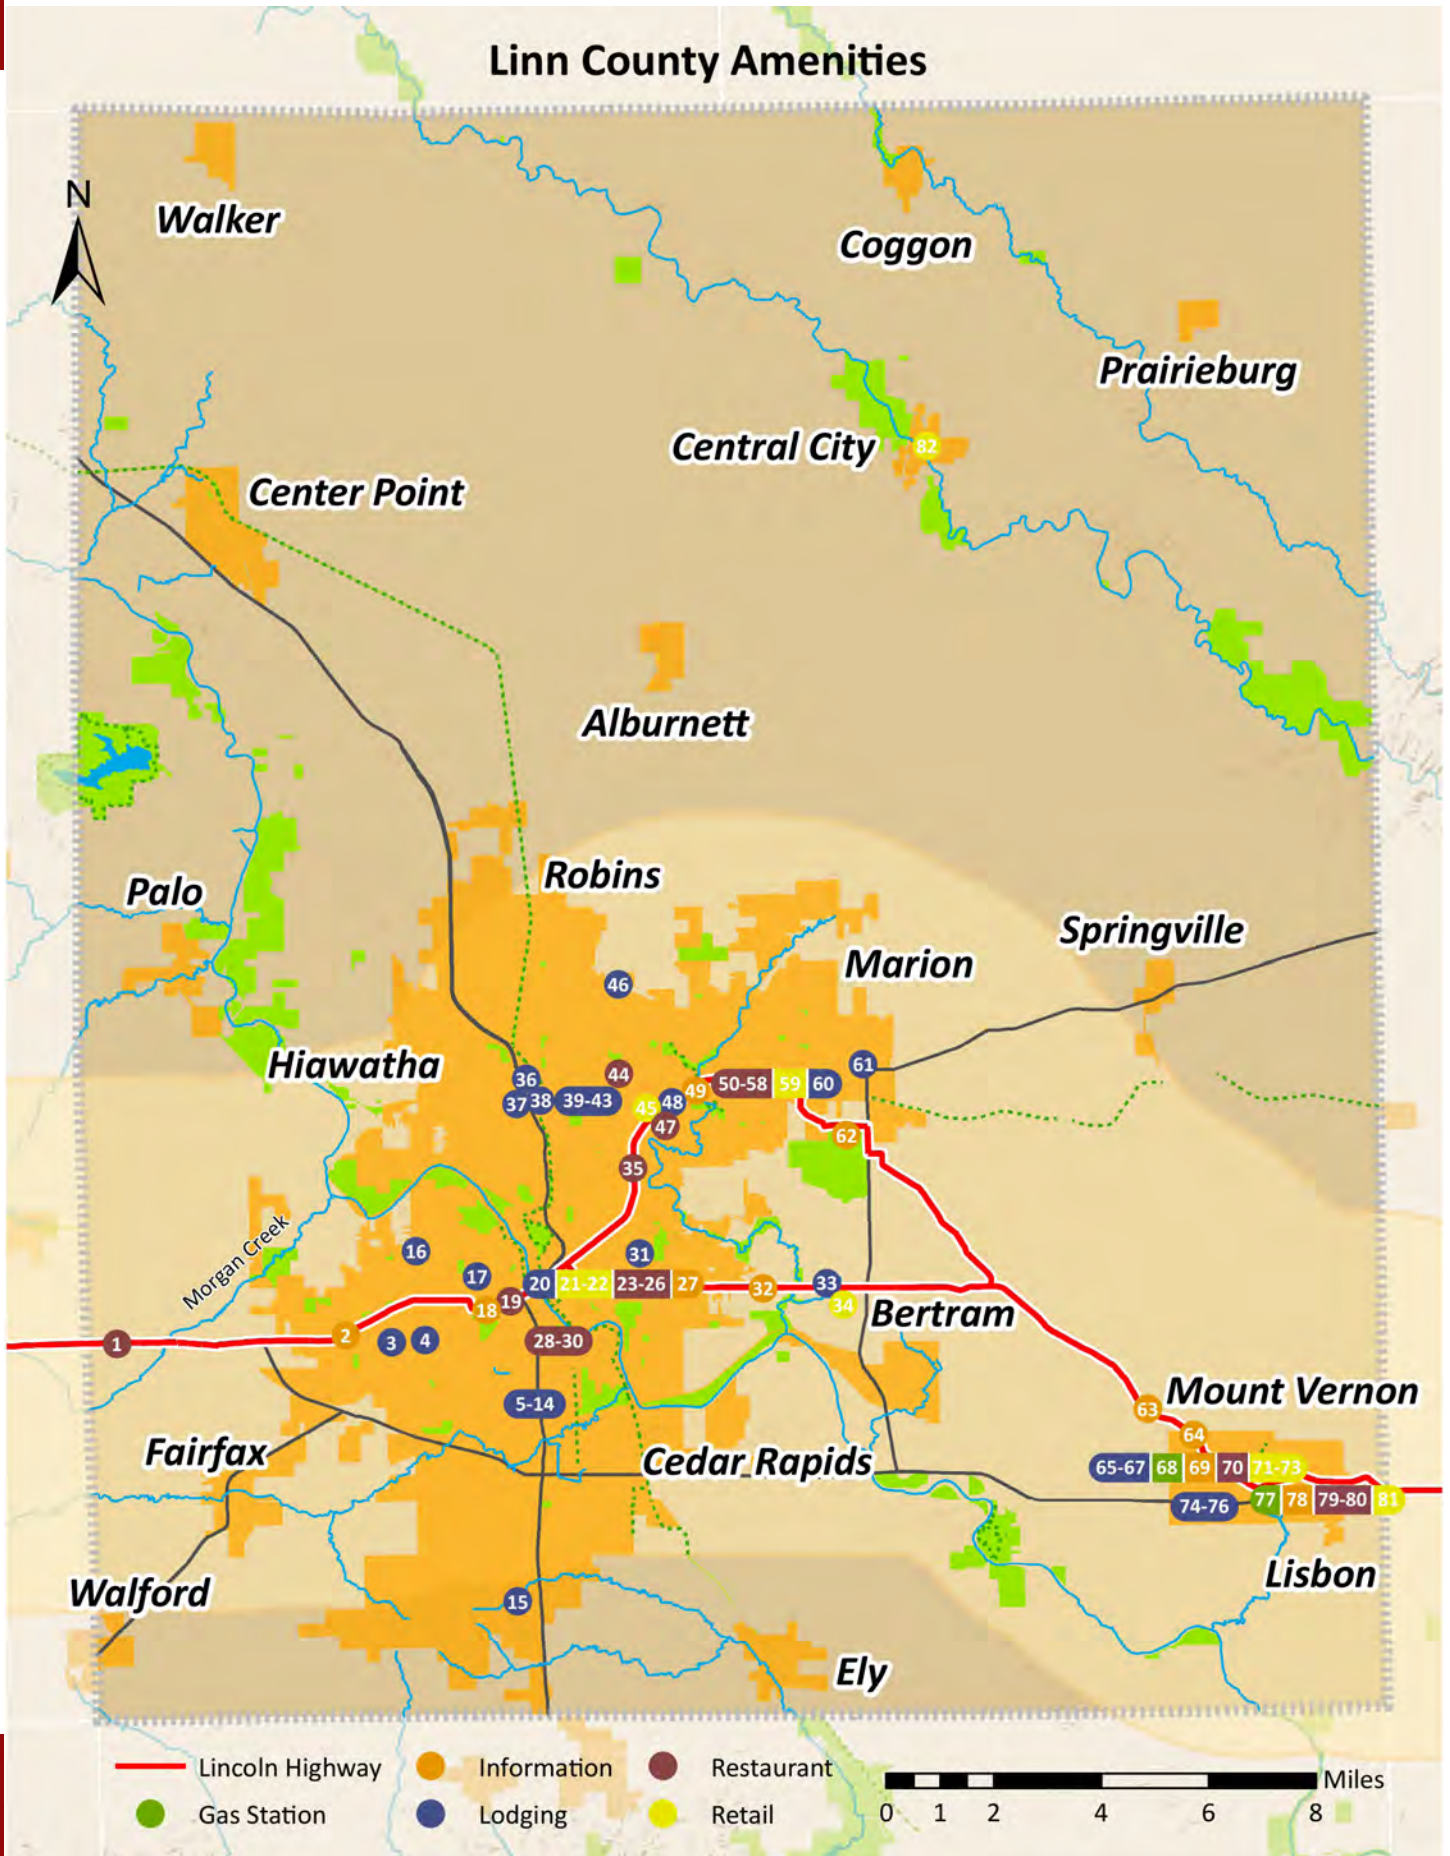 Linn County Amenities
N
Walker
Coggon
Prairieburg
Central City
82
Center Point
Alburnett
Robins
Palo
Springville
Marion
46
Hiawatha
36
44
61
37 38 39-43
45 48 49 50-58 59 60
47
62
35
Morgan Creek
16
31
17
20 21-22 23-26 27 32 33
18 19
34
Bertram
1 2 3 4
28-30
5-14
Mount Vernon
63
64
Fairfax
Cedar Rapids
65-67 68 69 70 71-73
74-76 77 78 79-80 81
Lisbon
Walford
15
Ely
Lincoln Highway
Information
Restaurant
Gas Station
Lodging
Retail
Miles
0 1 2 4 6 8